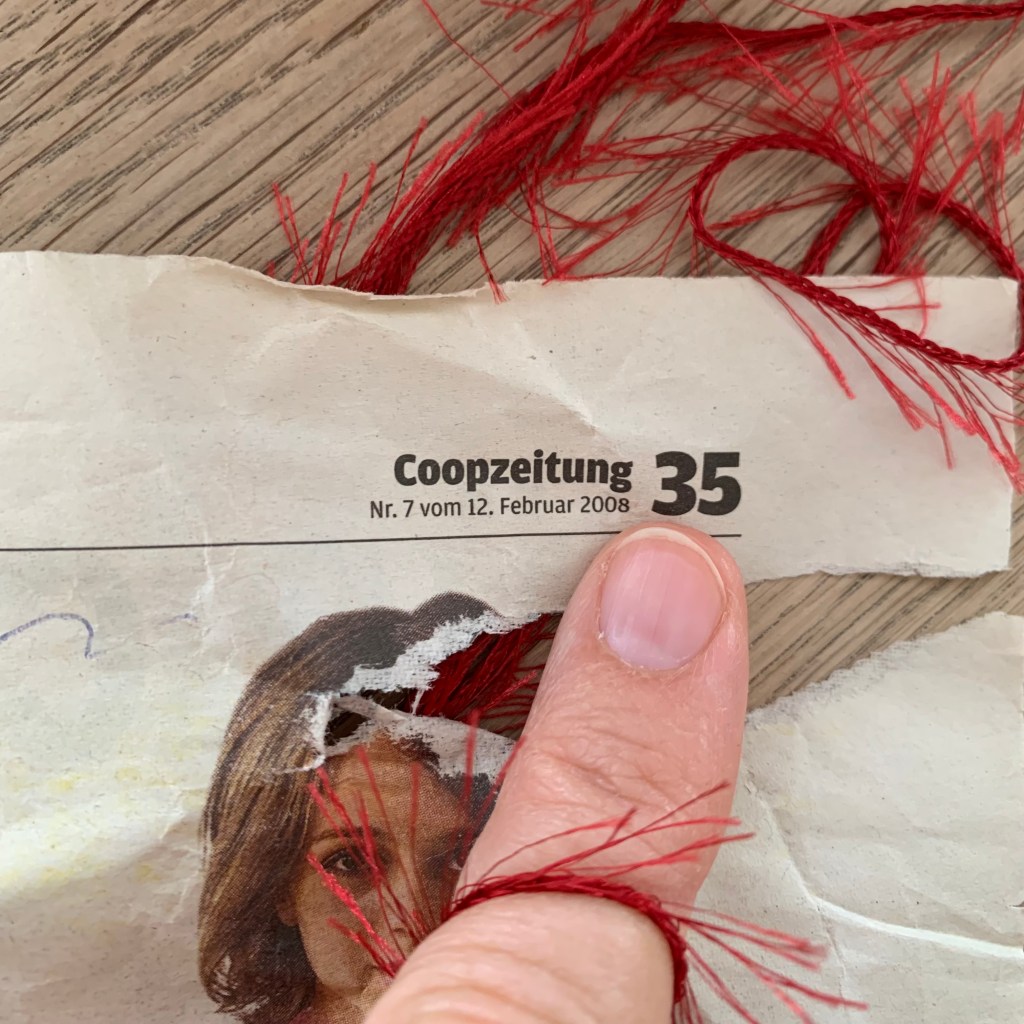 Coopzeitung 35
Nr. 7 vom 12. Februar 2008